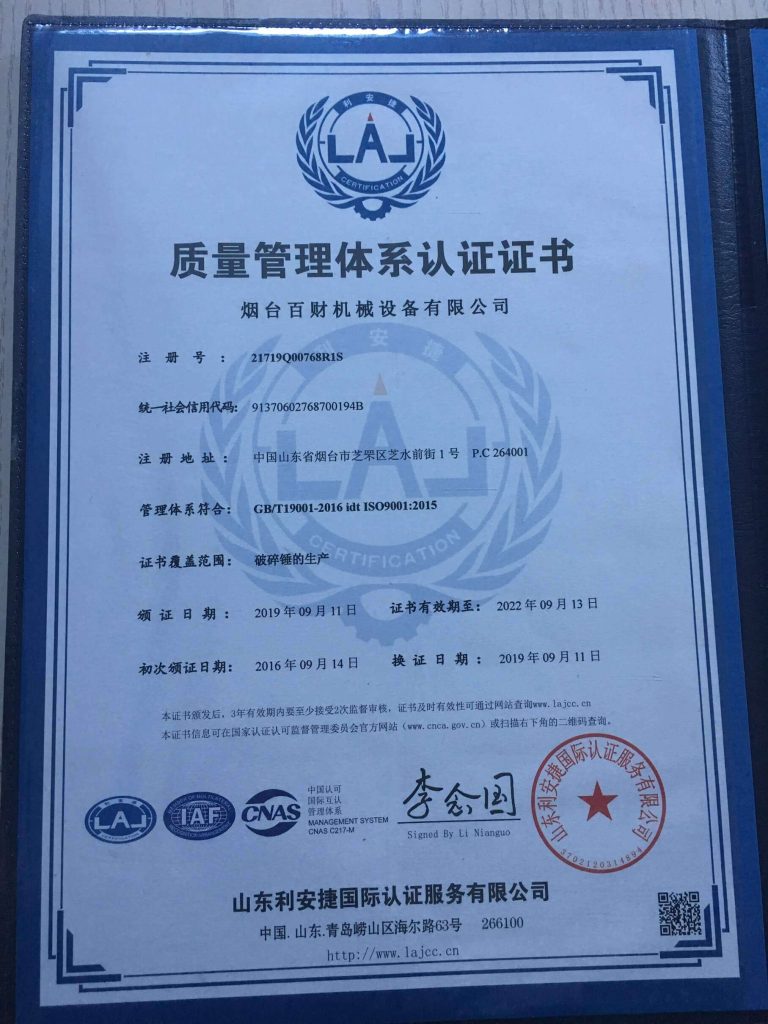 利安捷
LAL
CERTIFICATION
质量管理体系认证证书
烟台百财机械设备有限公司
利安捷
LAL
CERTIFICATION
注册号： 21719Q00768R1S
统一社会信用代码： 91370602768700194B
注册地址： 中国山东省烟台市芝罘区芝水前街1号 P.C 264001
管理体系符合： GB/T19001-2016 idt ISO9001:2015
证书覆盖范围： 破碎锤的生产
颁证日期： 2019年09月11日 证书有效期至： 2022年09月13日
初次颁证日期： 2016年09月14日 换证日期： 2019年09月11日
本证书颁发后，3年有效期内要至少接受2次监督审核，证书及时有效性可通过网站查询www.lajcc.cn
本证书信息可在国家认证认可监督管理委员会官方网站（www.cnca.gov.cn）或扫描右下角的二维码查询。
LAL
IAF
CNAS
中国认可
国际互认
管理体系
MANAGEMENT SYSTEM
CNAS C217-M
李念国
Signed By Li Nianguo
山东利安捷国际认证服务有限公司
3702120314894
山东利安捷国际认证服务有限公司
中国.山东.青岛崂山区海尔路63号 266100
http://www.lajcc.cn